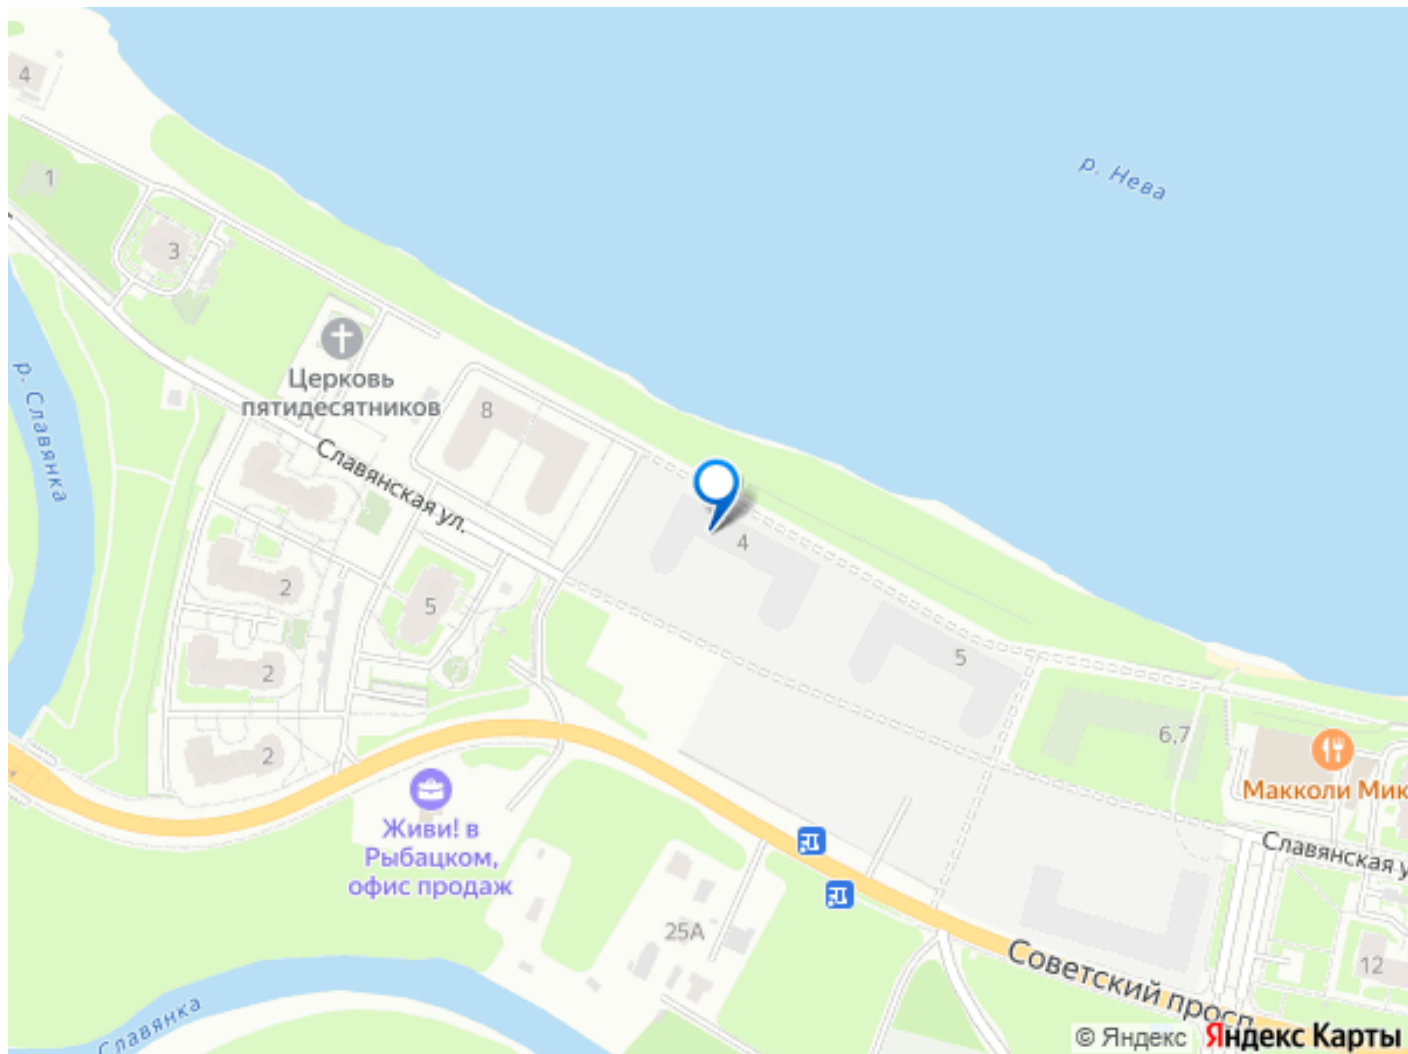 4
р. Нева
1
3
Церковь
пятидесятников
8
р. Славянка
Славянская ул.
4
2
5
2
5
6,7
2
Макколи Мик
Живи! в
Рыбацком,
офис продаж
Славянская у
25А
Советский просп.
12
Славянка
© Яндекс Яндекс Карты